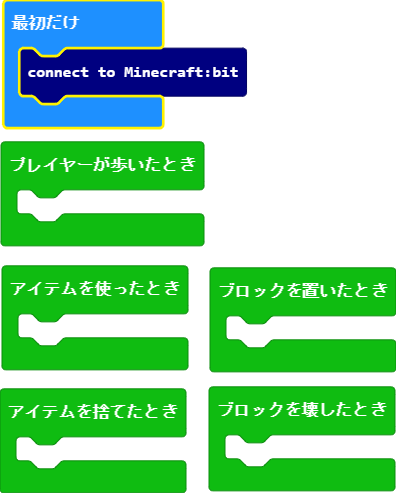 最初だけ
connect to Minecraft:bit
プレイヤーが歩いたとき
アイテムを使ったとき
ブロックを置いたとき
アイテムを捨てたとき
ブロックを壊したとき